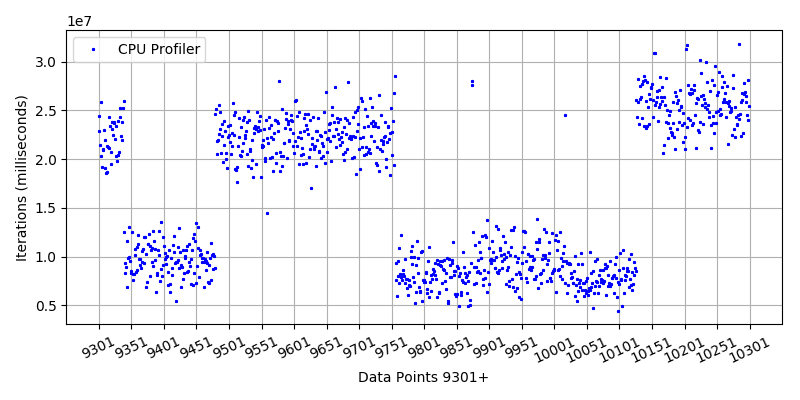 1e7
CPU Profiler
3.0
2.5
2.0
1.5
1.0
0.5
Iterations (milliseconds)
9301 9351 9401 9451 9501 9551 9601 9651 9701 9751 9801 9851 9901 9951 10001 10051 10101 10151 10201 10251 10301
Data Points 9301+